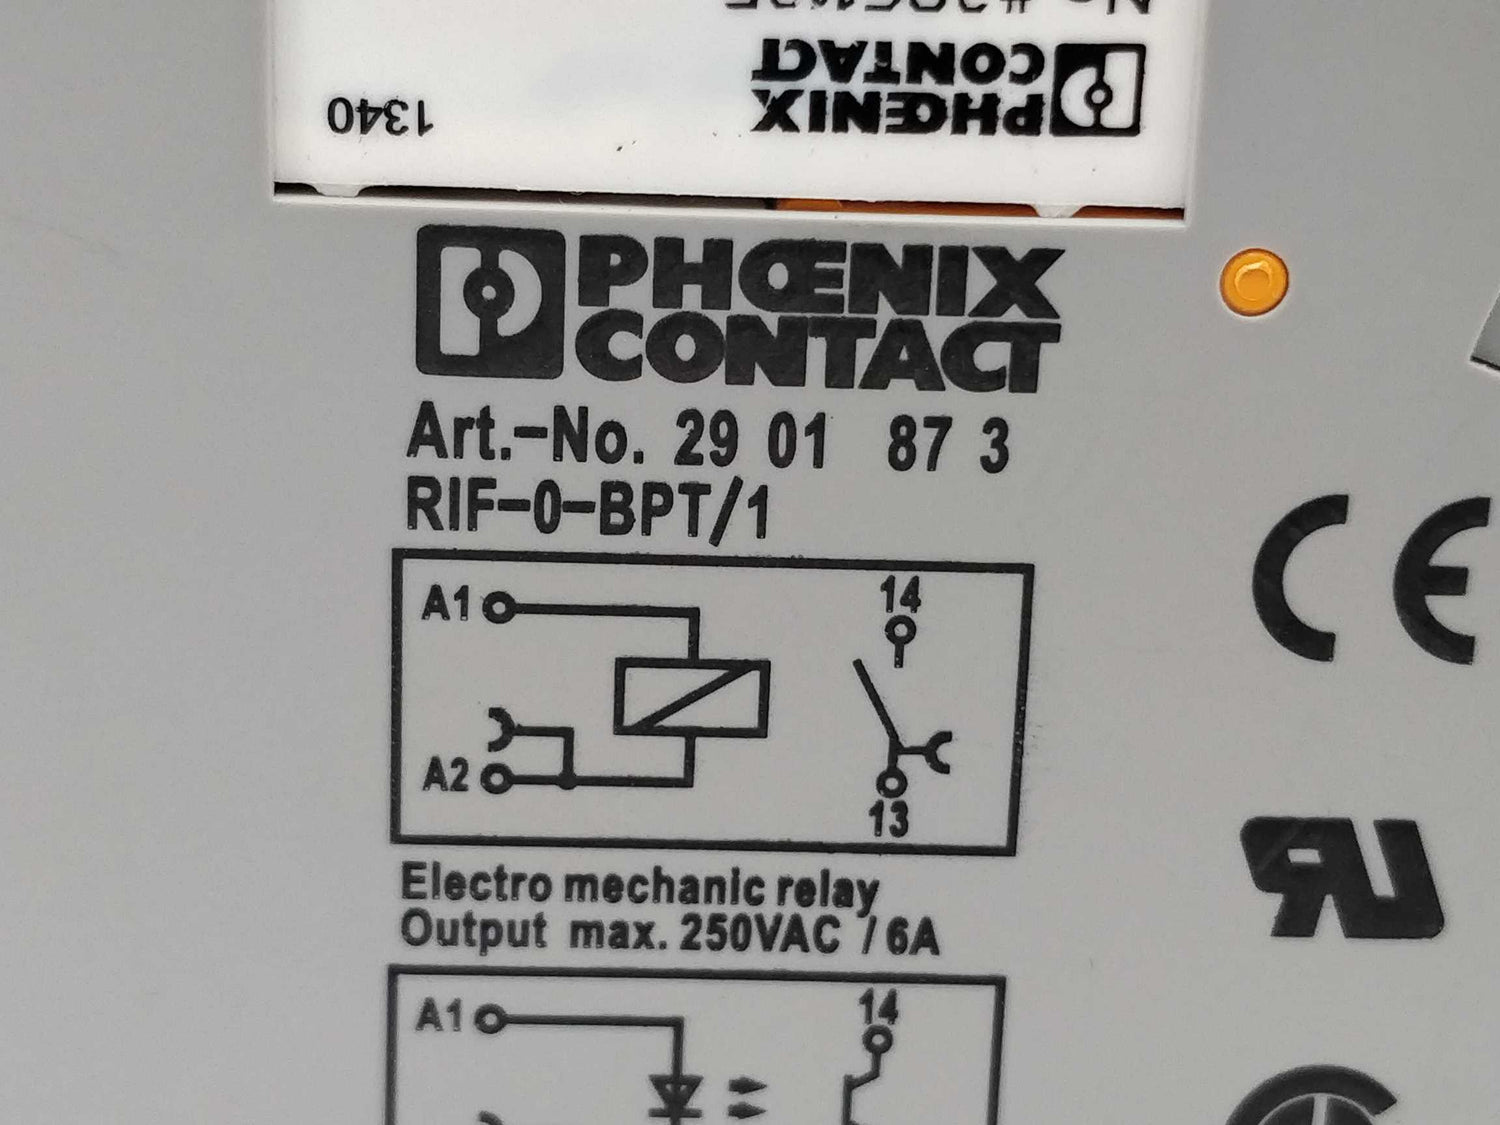 1340
PHŒNIX
CONTACT
PHŒNIX
CONTACT
Art.-No. 29 01 87 3
RIF-0-BPT/1
A1
14
A2
13
Electro mechanic relay
Output max. 250VAC / 6A
A1
14
CE